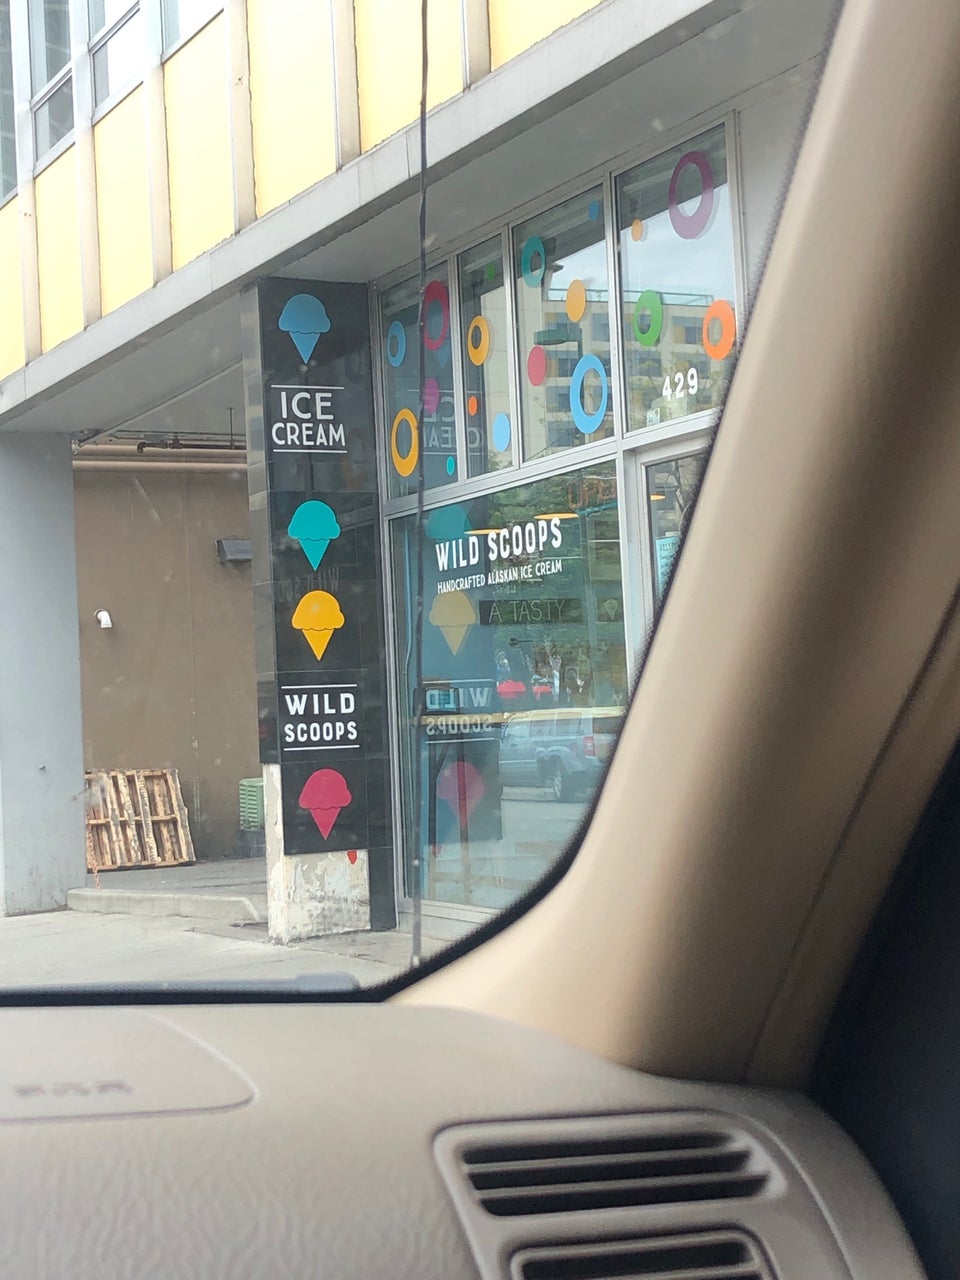 ICE
CREAM
WILD
SCOOPS
429
WILD SCOOPS
HANDCRAFTED ALASKAN ICE CREAM
A TASTY